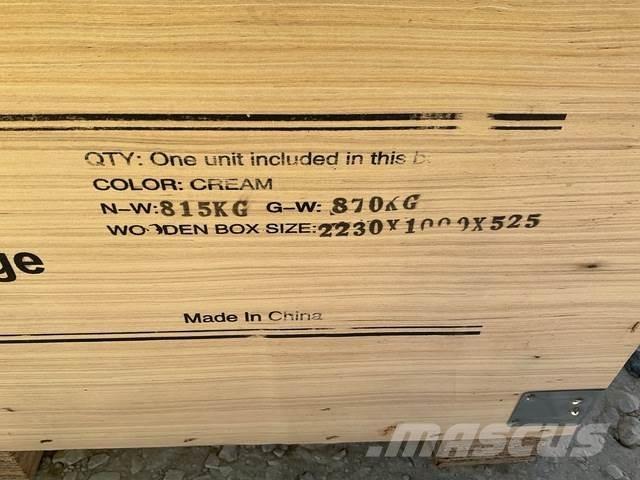 QTY: One unit included in this
COLOR: CREAM
N-W:815KG G-W: 870KG
WOODEN BOX SIZE:2230X1000X525
ge
Made In China
MASCUS